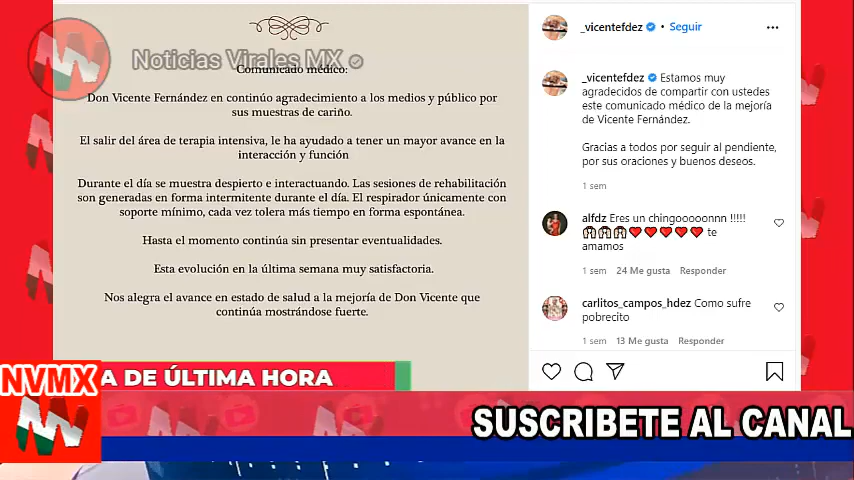 Noticias Virales MX
Comunicado médico:
Don Vicente Fernández en continúo agradecimiento a los medios y público por
sus muestras de cariño.
El salir del área de terapia intensiva, le ha ayudado a tener un mayor avance en la
interacción y función
Durante el día se muestra despierto e interactuando. Las sesiones de rehabilitación
son generadas en forma intermitente durante el día. El respirador únicamente con
soporte mínimo, cada vez tolera más tiempo en forma espontánea.
Hasta el momento continúa sin presentar eventualidades.
Esta evolución en la última semana muy satisfactoria.
Nos alegra el avance en estado de salud a la mejoría de Don Vicente que
continúa mostrándose fuerte.
_vicentefdez • Seguir
_vicentefdez Estamos muy
agradecidos de compartir con ustedes
este comunicado médico de la mejoría
de Vicente Fernández.
Gracias a todos por seguir al pendiente,
por sus oraciones y buenos deseos.
1 sem
alfdz Eres un chingooooonnn !!!!!
🙌🙌🙌❤️❤️❤️❤️❤️ te
amamos
1 sem 24 Me gusta Responder
carlitos_campos_hdez Como sufre
pobrecito
1 sem 13 Me gusta Responder
NVMX
A DE ÚLTIMA HORA
SUSCRIBETE AL CANAL